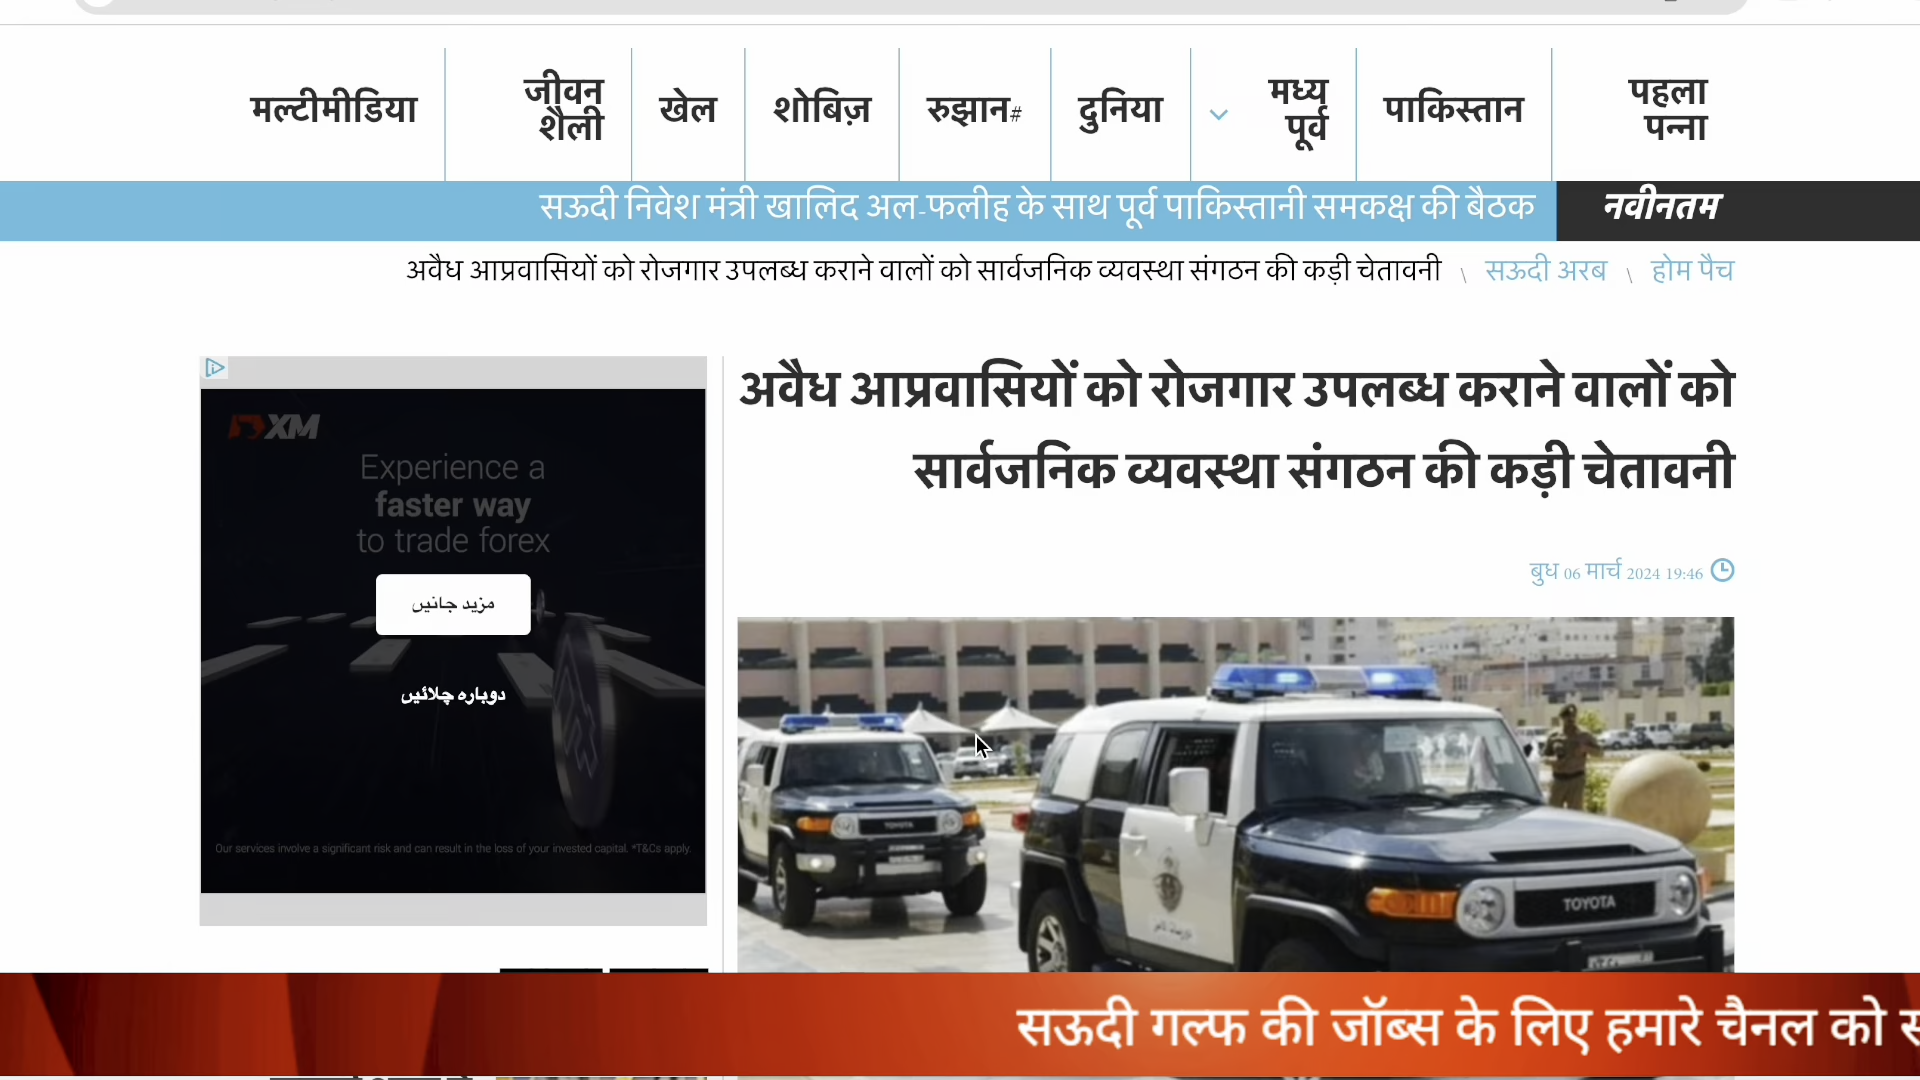 मल्टीमीडिया
जीवन
शैली
खेल
शोबिज़
रुझान#
दुनिया
मध्य
पूर्व
पाकिस्तान
पहला
पन्ना
सऊदी निवेश मंत्री खालिद अल-फलीह के साथ पूर्व पाकिस्तानी समकक्ष की बैठक
नवीनतम
अवैध आप्रवासियों को रोजगार उपलब्ध कराने वालों को सार्वजनिक व्यवस्था संगठन की कड़ी चेतावनी \ सऊदी अरब \ होम पैच
अवैध आप्रवासियों को रोजगार उपलब्ध कराने वालों को
सार्वजनिक व्यवस्था संगठन की कड़ी चेतावनी
बुध 06 मार्च 2024 19:46
XM
Experience a
faster way
to trade forex
مزید جانیں
دوبارہ چلائیں
Our services involve a significant risk and can result in the loss of your invested capital. *T&Cs apply.
TOYOTA
TOYOTA
सऊदी गल्फ की जॉब्स के लिए हमारे चैनल को